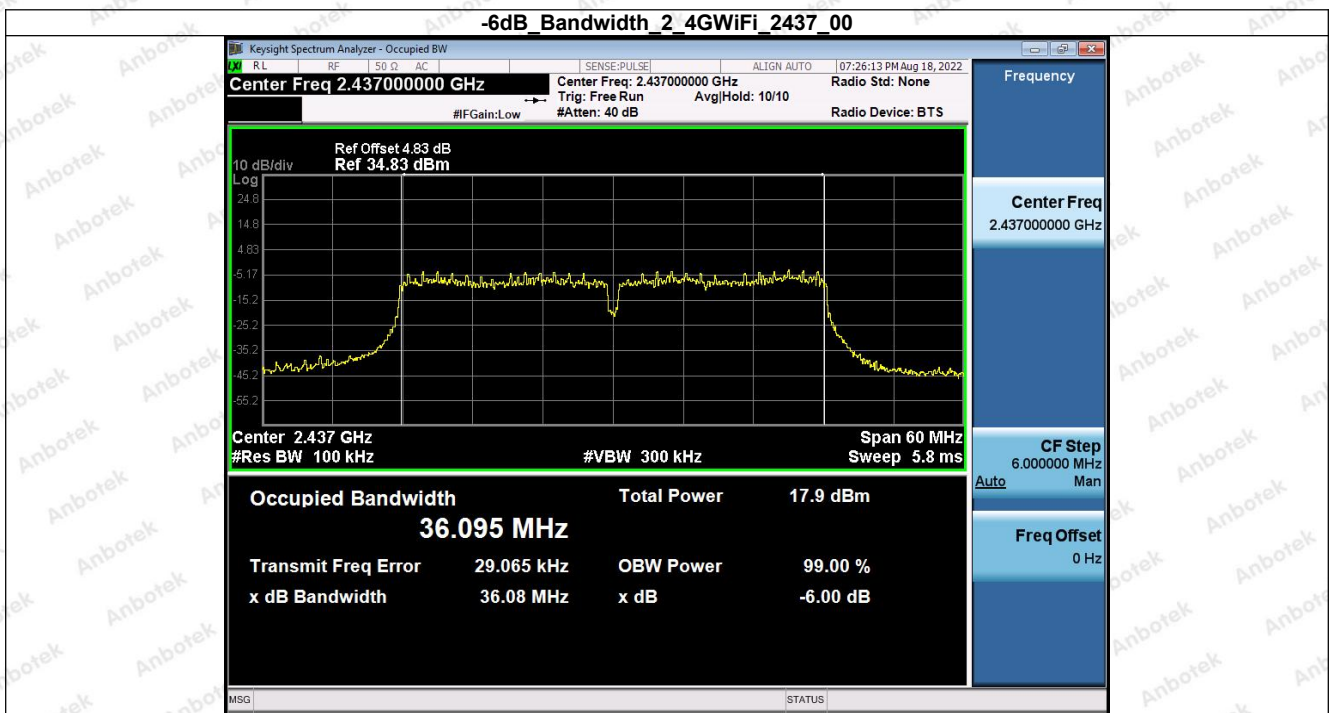 -6dB_Bandwidth_2_4GWiFi_2437_00
Keysight Spectrum Analyzer - Occupied BW
LXI RL RF 50 Ω AC SENSE:PULSE ALIGN AUTO 07:26:13 PM Aug 18, 2022
Center Freq 2.437000000 GHz Center Freq: 2.437000000 GHz Radio Std: None Frequency
Trig: Free Run Avg|Hold: 10/10
#IFGain:Low #Atten: 40 dB Radio Device: BTS
Ref Offset 4.83 dB
10 dB/div Ref 34.83 dBm
Log
24.8
14.8
4.83
-5.17
-15.2
-25.2
-35.2
-45.2
-55.2
Center 2.437 GHz Span 60 MHz
#Res BW 100 kHz #VBW 300 kHz Sweep 5.8 ms
Occupied Bandwidth Total Power 17.9 dBm
36.095 MHz
Transmit Freq Error 29.065 kHz OBW Power 99.00 %
x dB Bandwidth 36.08 MHz x dB -6.00 dB
Center Freq
2.437000000 GHz
CF Step
6.000000 MHz
Auto Man
Freq Offset
0 Hz
MSG STATUS
Anbotek